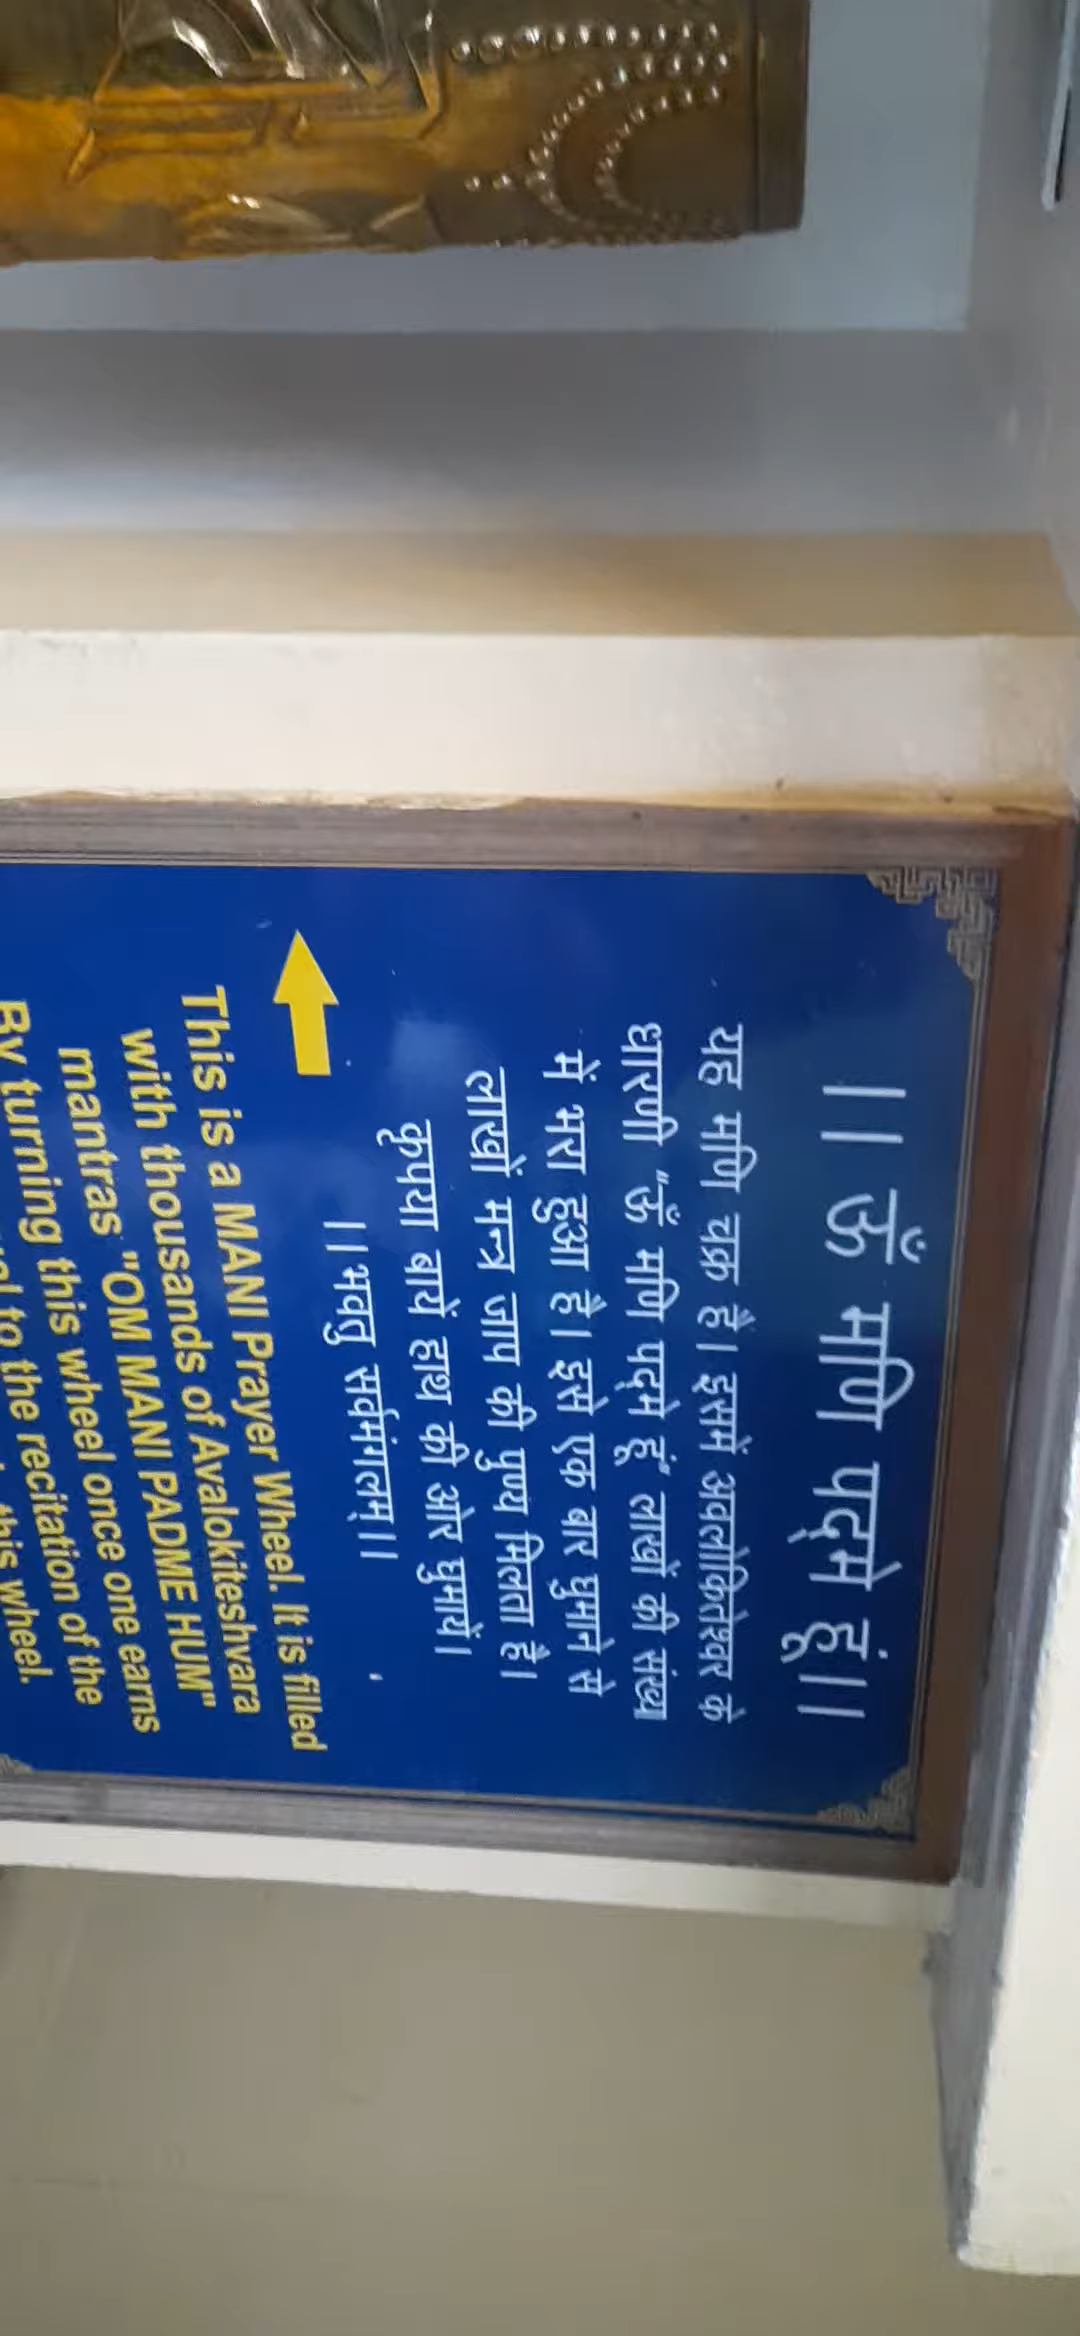 ।। ॐ मणि पद्मे हूं।।
यह मणि चक्र है। इसमें अवलोकितेश्वर के
धारणी "ॐ मणि पद्मे हूं" लाखों की संख्य
में भरा हुआ है। इसे एक बार घुमाने से
लाखों मन्त्र जाप की पुण्य मिलता है।
कृपया बायें हाथ की ओर घुमायें।
।।भवतु सर्वमंगलम्।।
This is a MANI Prayer Wheel. It is filled
with thousands of Avalokiteshvara
mantras "OM MANI PADME HUM"
By turning this wheel once one earns
to the recitation of the
this wheel.